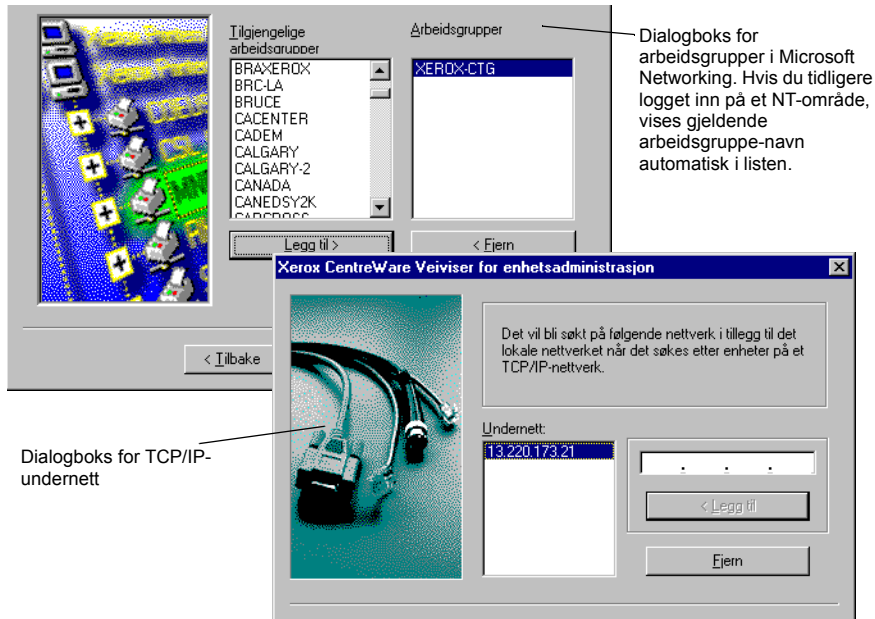 Tilgjengelige
arbeidsgrupper
Arbeidsgrupper
BRAXEROX
BRC-LA
BRUCE
CACENTER
CADEM
CALGARY
CALGARY-2
CANADA
CANEDSY2K
XEROX-CTG
Legg til >
< Fjern
< Tilbake
Dialogboks for
arbeidsgrupper i Microsoft
Networking. Hvis du tidligere
logget inn på et NT-område,
vises gjeldende
arbeidsgruppe-navn
automatisk i listen.
Xerox CentreWare Veiviser for enhetsadministrasjon
Det vil bli søkt på følgende nettverk i tillegg til det
lokale nettverket når det søkes etter enheter på et
TCP/IP-nettverk.
Undernett:
13.220.173.21
. . .
< Legg til
Fjern
Dialogboks for TCP/IP-
undernett